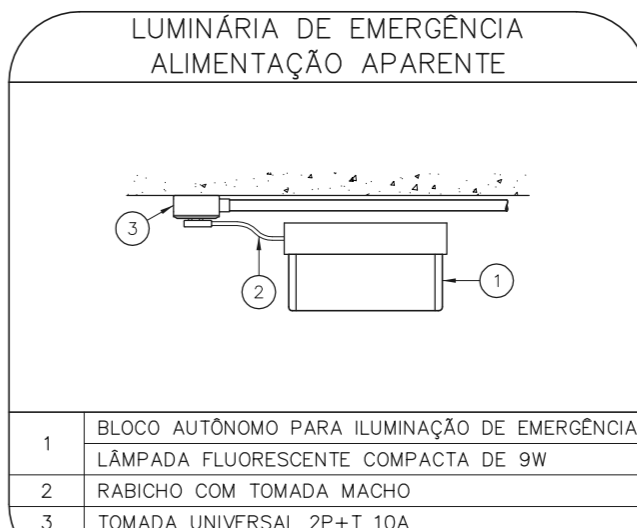 LUMINÁRIA DE EMERGÊNCIA
ALIMENTAÇÃO APARENTE
3
2
1
1
BLOCO AUTÔNOMO PARA ILUMINAÇÃO DE EMERGÊNCIA
LÂMPADA FLUORESCENTE COMPACTA DE 9W
2 RABICHO COM TOMADA MACHO
3 TOMADA UNIVERSAL 2P+T 10A